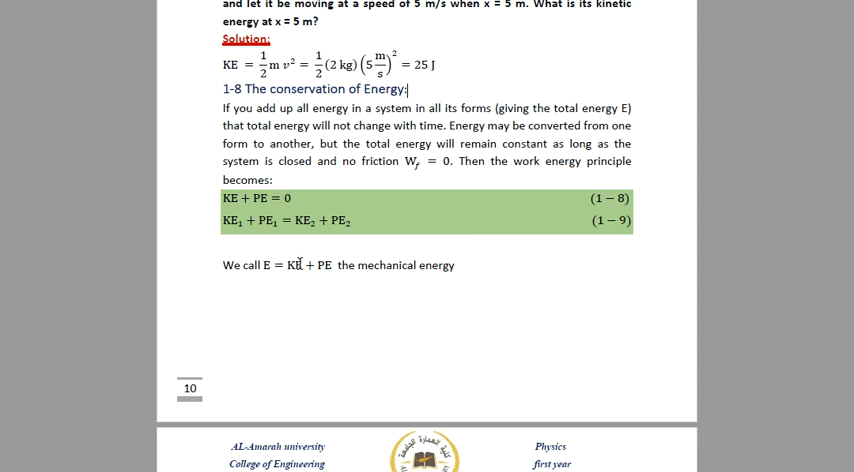 and let it be moving at a speed of 5 m/s when x = 5 m. What is its kinetic
energy at x = 5 m?
Solution:
KE = 1/2 m v² = 1/2 (2 kg) (5 m/s)² = 25 J
1-8 The conservation of Energy:
If you add up all energy in a system in all its forms (giving the total energy E)
that total energy will not change with time. Energy may be converted from one
form to another, but the total energy will remain constant as long as the
system is closed and no friction W_f = 0. Then the work energy principle
becomes:
KE + PE = 0 (1 − 8)
KE₁ + PE₁ = KE₂ + PE₂ (1 − 9)
We call E = KE + PE the mechanical energy
10
AL-Amarah university
Physics
College of Engineering
first year